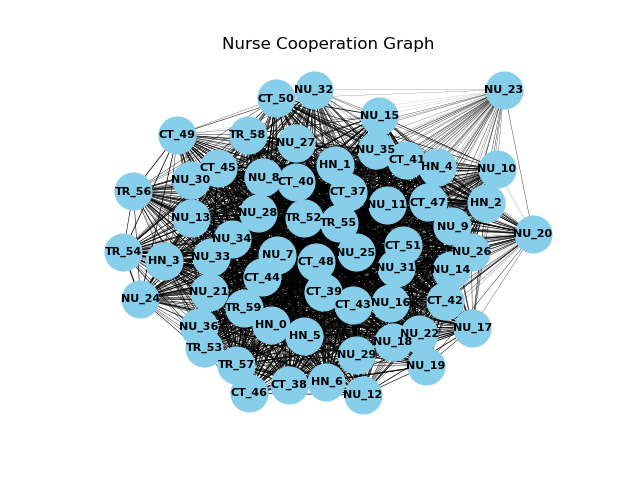 Nurse Cooperation Graph
NU_23
NU_32
CT_50
NU_15
CT_49
TR_58
NU_27
NU_35
CT_41
HN_1
HN_4
NU_10
CT_45
NU_30
NU_8
CT_40
CT_37
TR_56
CT_47
HN_2
NU_11
NU_28
NU_13
TR_52
TR_55
NU_9
NU_20
NU_34
CT_51
TR_54
NU_25
NU_26
NU_7
NU_33
HN_3
CT_48
NU_31
NU_14
CT_44
NU_21
CT_39
NU_24
CT_42
NU_16
CT_43
TR_59
HN_0
NU_36
NU_17
NU_22
HN_5
NU_18
TR_53
NU_29
TR_57
NU_19
HN_6
CT_38
CT_46
NU_12